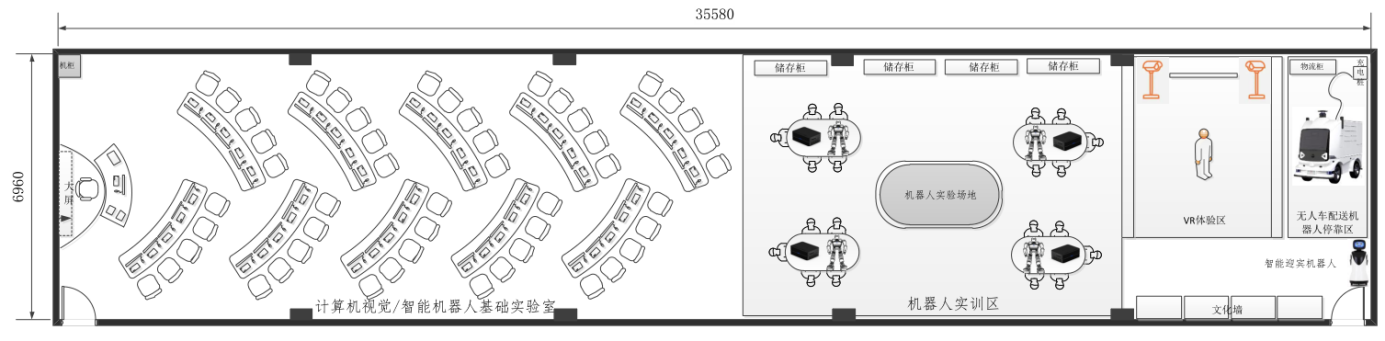 35580
6960
机柜
大
屏
计算机视觉/智能机器人基础实验室
储存柜
储存柜
储存柜
储存柜
机器人实验场地
机器人实训区
VR体验区
物流柜
充
电
桩
无人车配送机
器人停靠区
智能迎宾机器人
文化墙